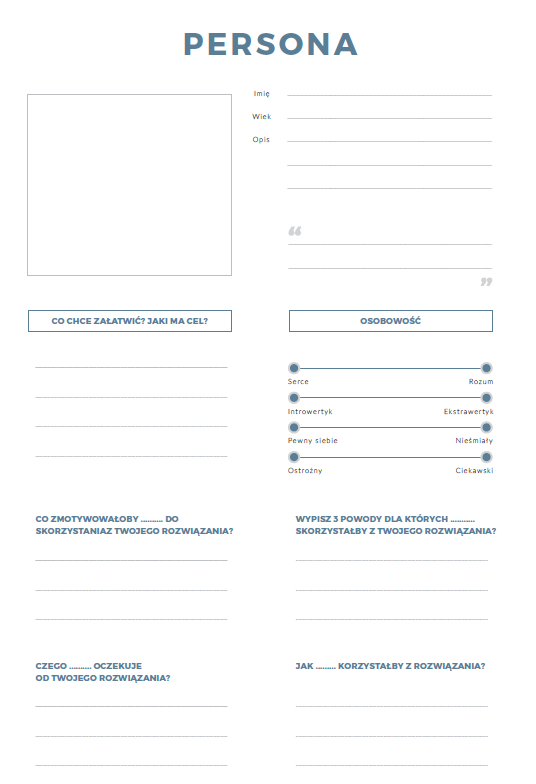 PERSONA
Imię
Wiek
Opis
“
”
CO CHCE ZAŁATWIĆ? JAKI MA CEL?
OSOBOWOŚĆ
Serce Rozum
Introwertyk Ekstrawertyk
Pewny siebie Nieśmiały
Ostrożny Ciekawski
CO ZMOTYWOWAŁOBY .......... DO
SKORZYSTANIAZ TWOJEGO ROZWIĄZANIA?
WYPISZ 3 POWODY DLA KTÓRYCH ...........
SKORZYSTAŁBY Z TWOJEGO ROZWIĄZANIA?
CZEGO .......... OCZEKUJE
OD TWOJEGO ROZWIĄZANIA?
JAK ......... KORZYSTAŁBY Z ROZWIĄZANIA?